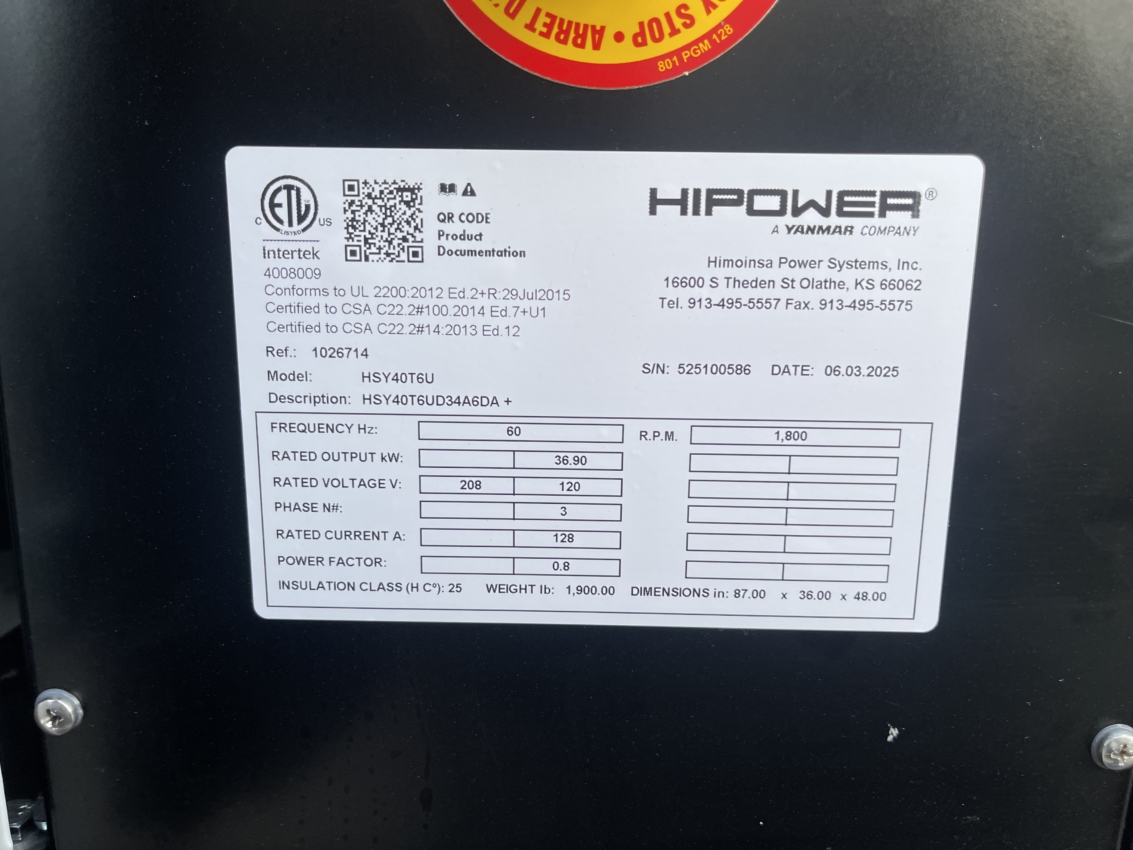 Y STOP • ARRET D'
801 PGM 128
ETL
LISTED
C US
Intertek
4008009
QR CODE
Product
Documentation
HIPOWER®
A YANMAR COMPANY
Himoinsa Power Systems, Inc.
16600 S Theden St Olathe, KS 66062
Tel. 913-495-5557 Fax. 913-495-5575
Conforms to UL 2200:2012 Ed.2+R:29Jul2015
Certified to CSA C22.2#100.2014 Ed.7+U1
Certified to CSA C22.2#14:2013 Ed.12
Ref.: 1026714
Model: HSY40T6U
S/N: 525100586 DATE: 06.03.2025
Description: HSY40T6UD34A6DA +
FREQUENCY Hz: 60 R.P.M. 1,800
RATED OUTPUT kW: 36.90
RATED VOLTAGE V: 208 120
PHASE N#: 3
RATED CURRENT A: 128
POWER FACTOR: 0.8
INSULATION CLASS (H Cº): 25 WEIGHT lb: 1,900.00 DIMENSIONS in: 87.00 x 36.00 x 48.00